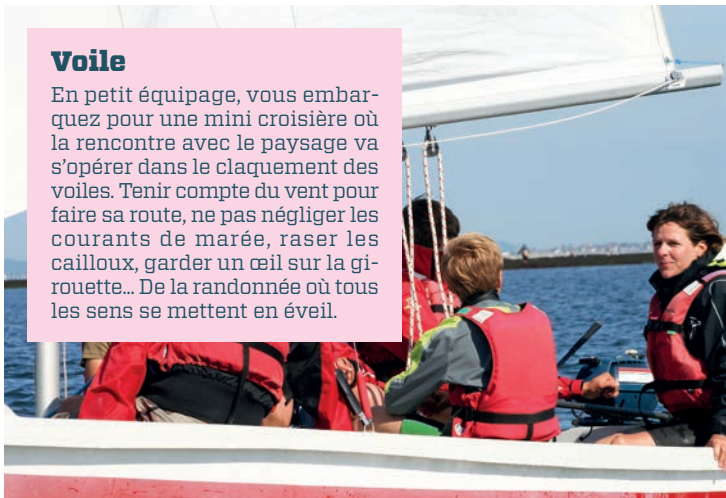 Voile
En petit équipage, vous embar-
quez pour une mini croisière où
la rencontre avec le paysage va
s'opérer dans le claquement des
voiles. Tenir compte du vent pour
faire sa route, ne pas négliger les
courants de marée, raser les
cailloux, garder un œil sur la gi-
rouette... De la randonnée où tous
les sens se mettent en éveil.